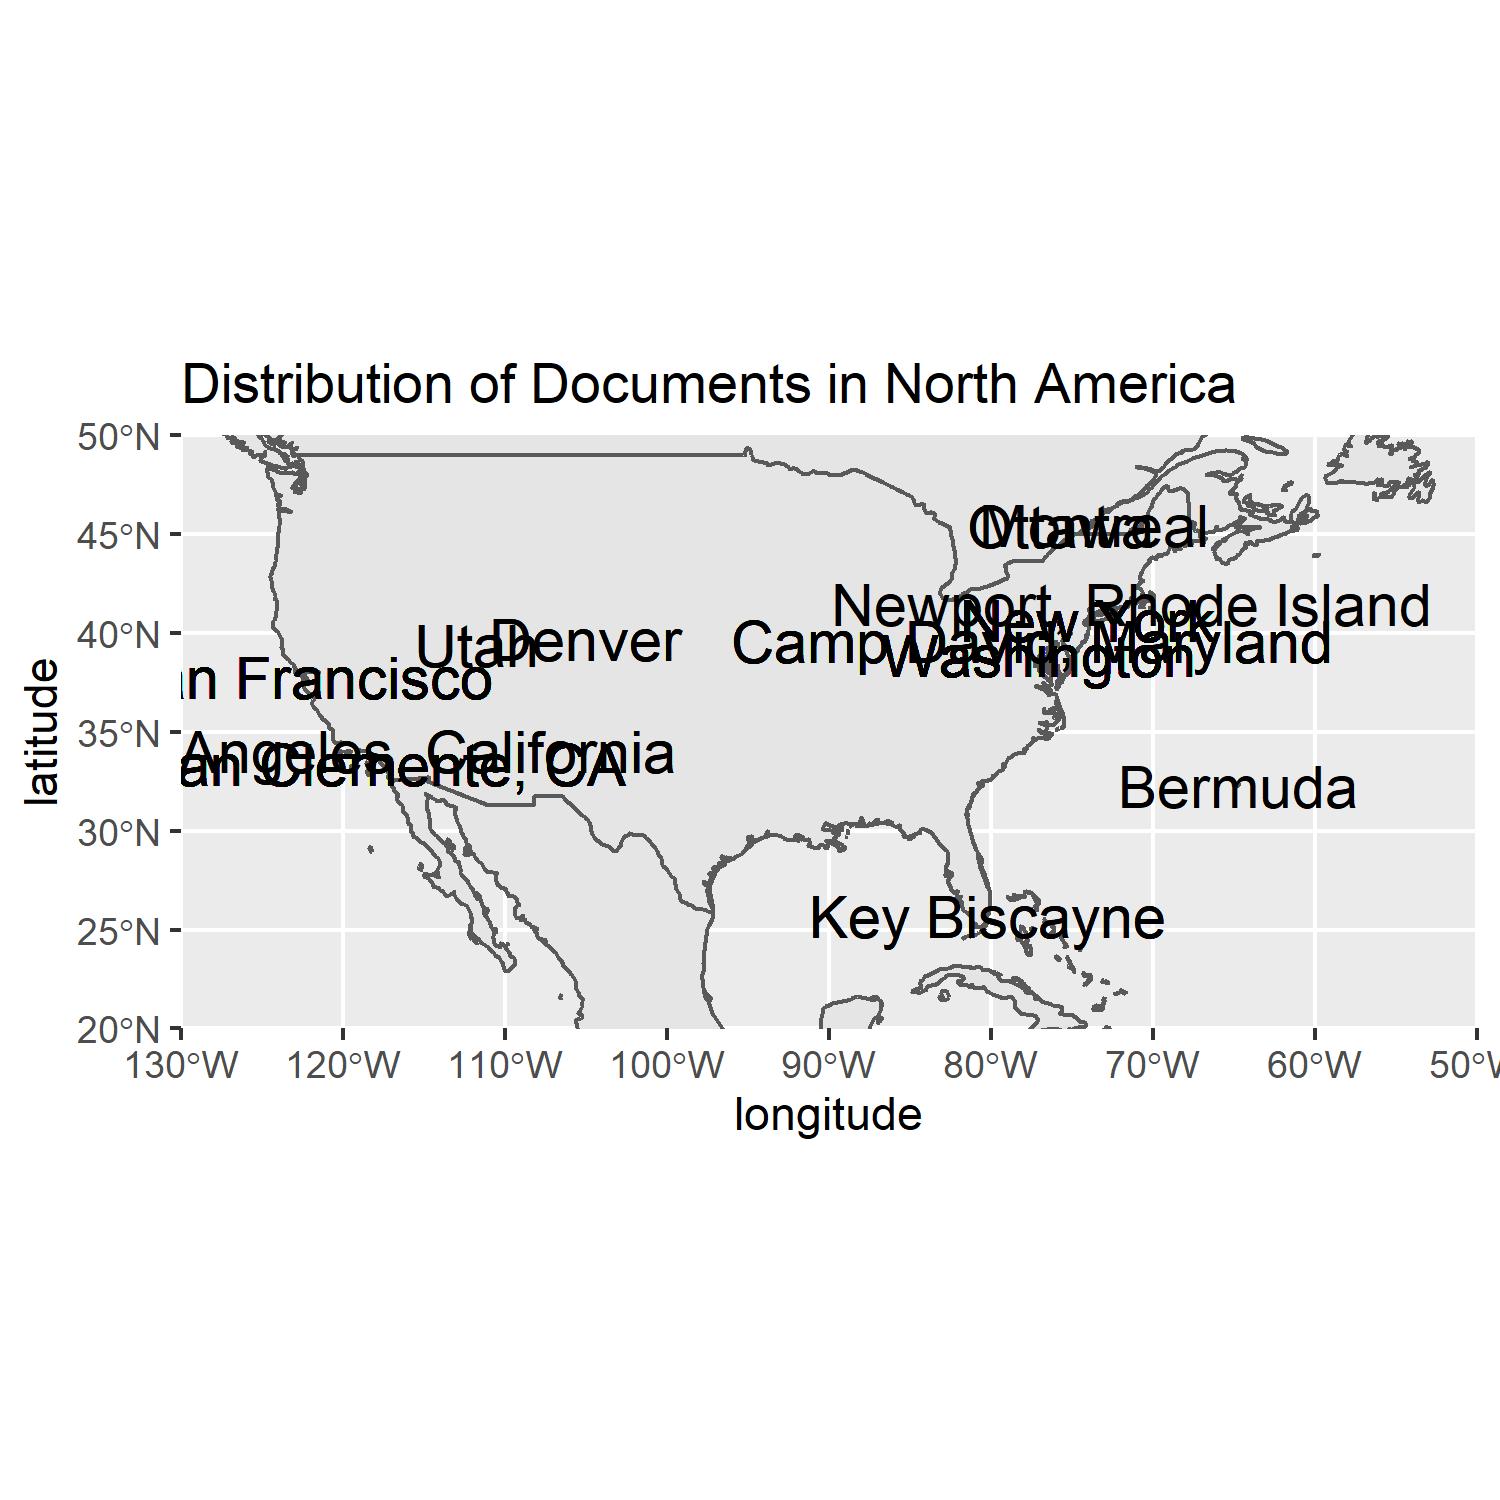 Distribution of Documents in North America
50°N
45°N
40°N
35°N
30°N
25°N
20°N
latitude
Ottawa
Montreal
Newport, Rhode Island
New York
Camp David, Maryland
Washington
Utah
Denver
an Francisco
Angeles, California
an Clemente, CA
Bermuda
Key Biscayne
130°W 120°W 110°W 100°W 90°W 80°W 70°W 60°W 50°W
longitude